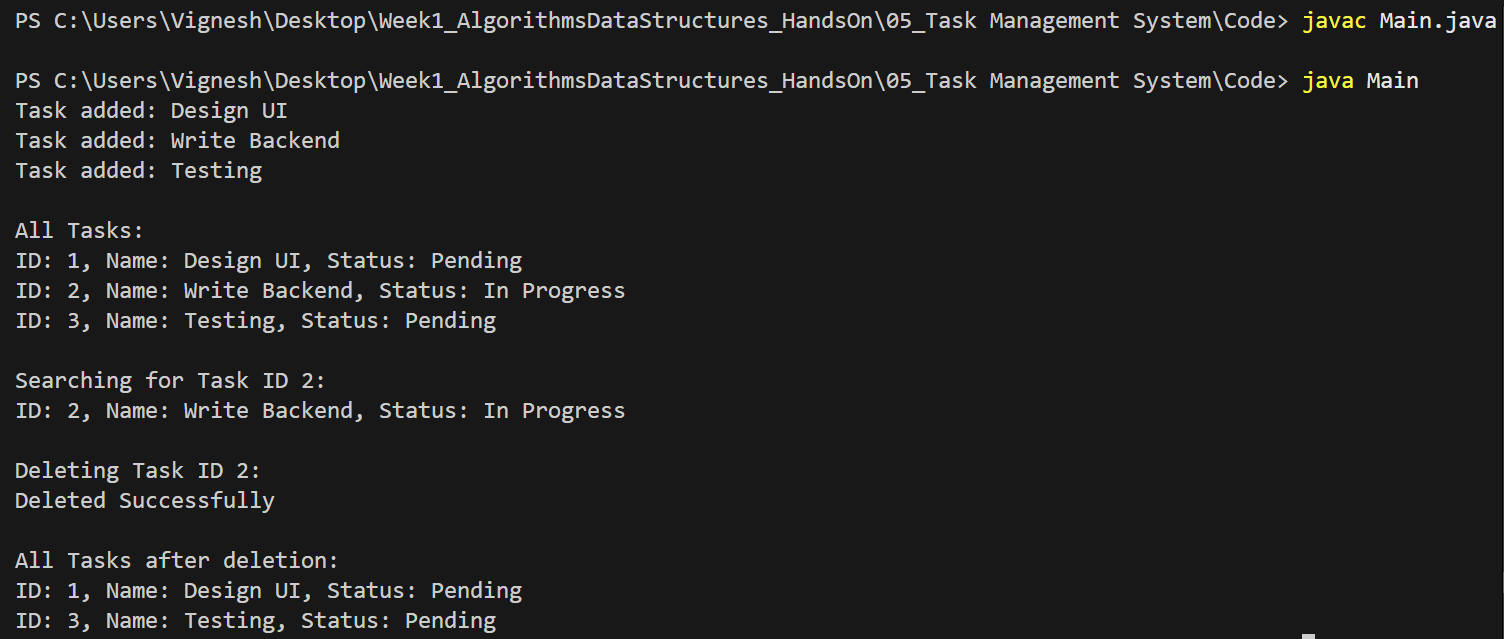 PS C:\Users\Vignesh\Desktop\Week1_AlgorithmsDataStructures_HandsOn\05_Task Management System\Code> javac Main.java
PS C:\Users\Vignesh\Desktop\Week1_AlgorithmsDataStructures_HandsOn\05_Task Management System\Code> java Main
Task added: Design UI
Task added: Write Backend
Task added: Testing
All Tasks:
ID: 1, Name: Design UI, Status: Pending
ID: 2, Name: Write Backend, Status: In Progress
ID: 3, Name: Testing, Status: Pending
Searching for Task ID 2:
ID: 2, Name: Write Backend, Status: In Progress
Deleting Task ID 2:
Deleted Successfully
All Tasks after deletion:
ID: 1, Name: Design UI, Status: Pending
ID: 3, Name: Testing, Status: Pending